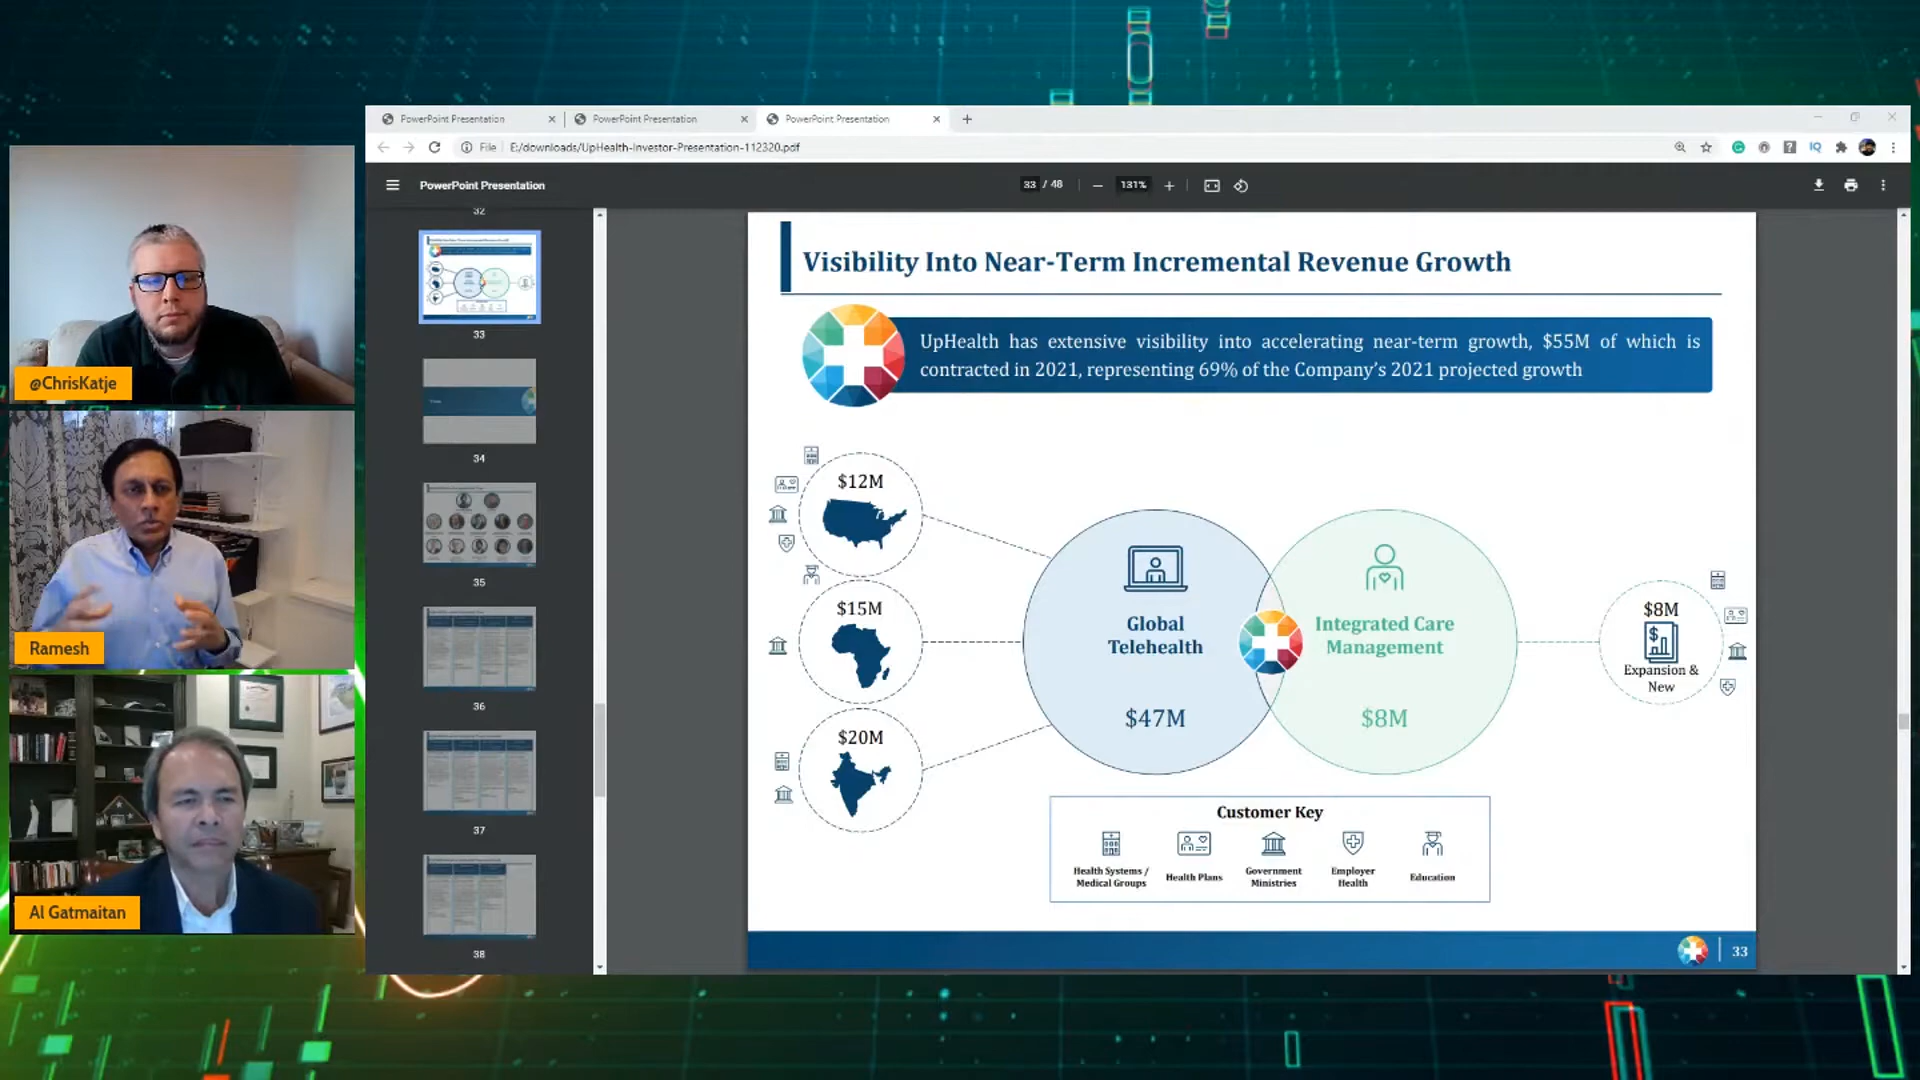 PowerPoint Presentation
PowerPoint Presentation
PowerPoint Presentation
File
E:/downloads/UpHealth-Investor-Presentation-112320.pdf
PowerPoint Presentation
33 / 48
131%
32
33
34
35
36
37
38
@ChrisKatje
Ramesh
Al Gatmaitan
Visibility Into Near-Term Incremental Revenue Growth
UpHealth has extensive visibility into accelerating near-term growth, $55M of which is
contracted in 2021, representing 69% of the Company's 2021 projected growth
$12M
$15M
$20M
Global
Telehealth
$47M
Integrated Care
Management
$8M
$8M
Expansion &
New
Customer Key
Health Systems /
Medical Groups
Health Plans
Government
Ministries
Employer
Health
Education
33